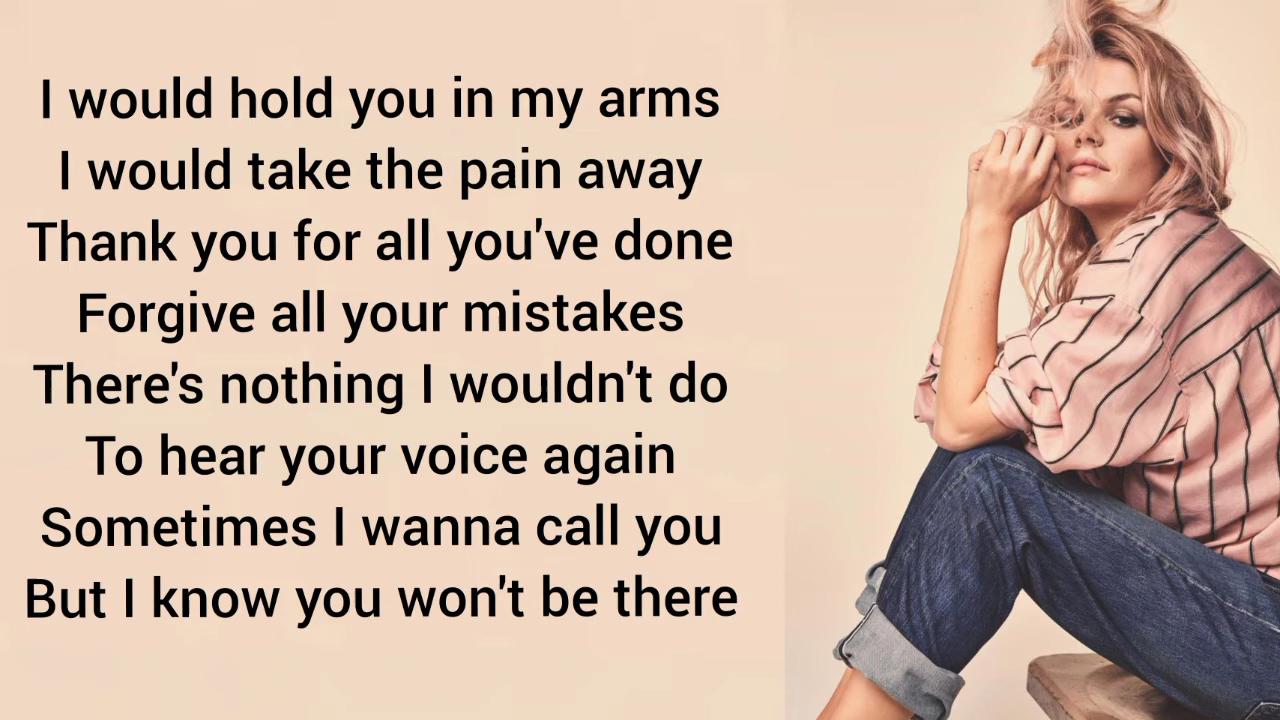 I would hold you in my arms
I would take the pain away
Thank you for all you've done
Forgive all your mistakes
There's nothing I wouldn't do
To hear your voice again
Sometimes I wanna call you
But I know you won't be there